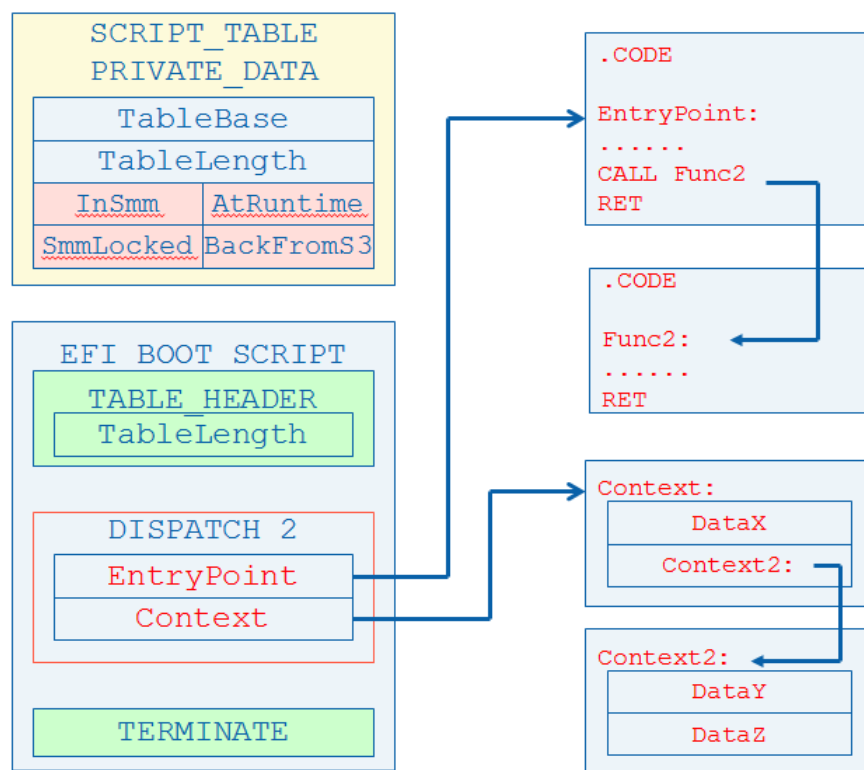 SCRIPT_TABLE
PRIVATE_DATA
TableBase
TableLength
InSmm AtRuntime
SmmLocked BackFromS3
EFI BOOT SCRIPT
TABLE_HEADER
TableLength
DISPATCH 2
EntryPoint
Context
TERMINATE
.CODE
EntryPoint:
......
CALL Func2
RET
.CODE
Func2:
......
RET
Context:
DataX
Context2:
Context2:
DataY
DataZ